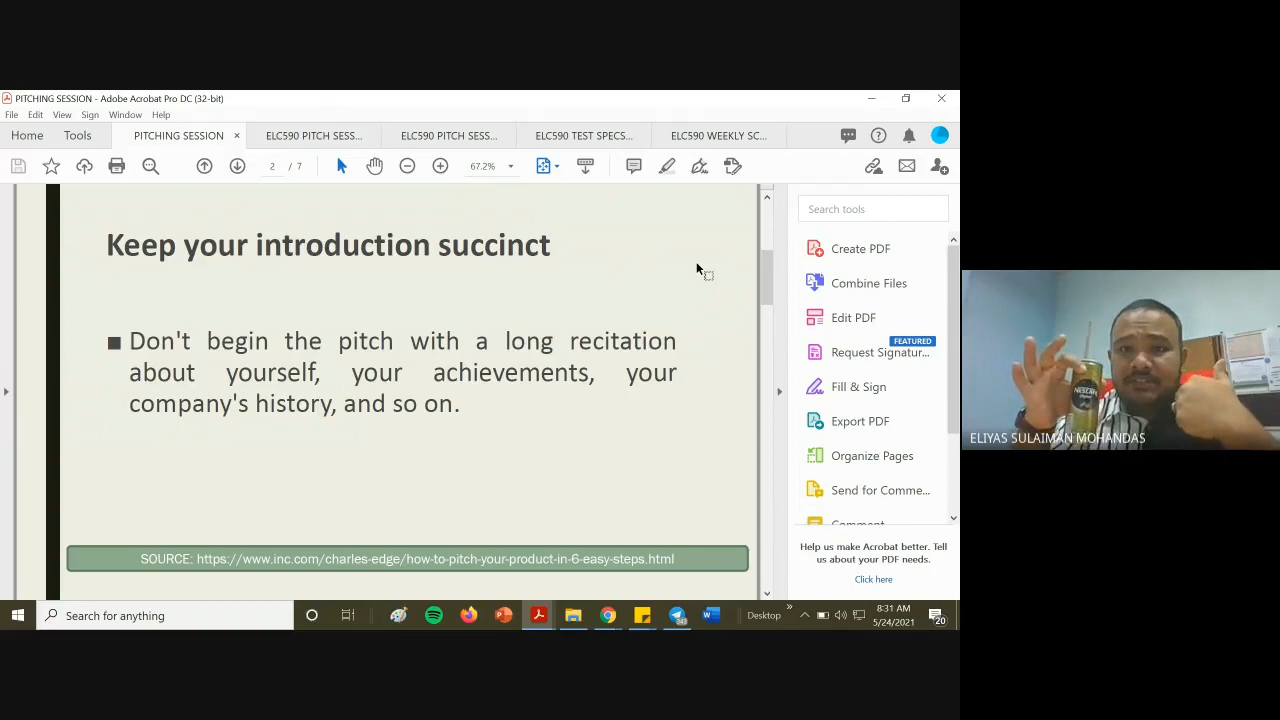 PITCHING SESSION - Adobe Acrobat Pro DC (32-bit)
File Edit View Sign Window Help
Home Tools PITCHING SESSION × ELC590 PITCH SESS... ELC590 PITCH SESS... ELC590 TEST SPECS... ELC590 WEEKLY SC...
2 / 7 67.2%
Keep your introduction succinct
■ Don't begin the pitch with a long recitation
about yourself, your achievements, your
company's history, and so on.
SOURCE: https://www.inc.com/charles-edge/how-to-pitch-your-product-in-6-easy-steps.html
Search tools
Create PDF
Combine Files
Edit PDF
FEATURED
Request Signatur...
Fill & Sign
Export PDF
Organize Pages
Send for Comme...
Comment
Help us make Acrobat better. Tell
us about your PDF needs.
Click here
NESCAFÉ
ELIYAS SULAIMAN MOHANDAS
Search for anything
Desktop
8:31 AM
5/24/2021
20